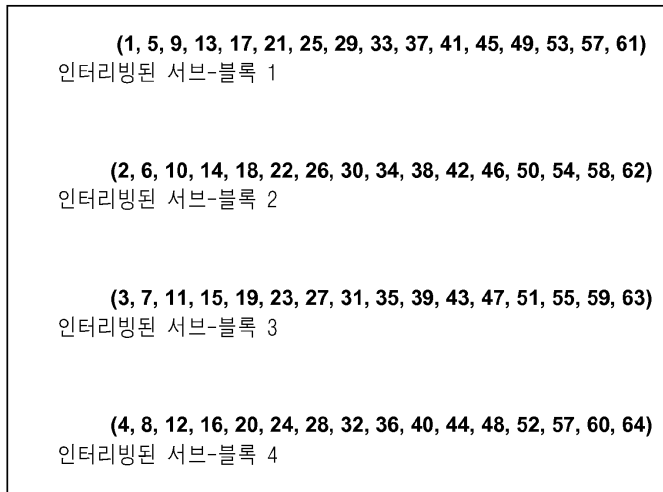 (1, 5, 9, 13, 17, 21, 25, 29, 33, 37, 41, 45, 49, 53, 57, 61)
인터리빙된 서브-블록 1
(2, 6, 10, 14, 18, 22, 26, 30, 34, 38, 42, 46, 50, 54, 58, 62)
인터리빙된 서브-블록 2
(3, 7, 11, 15, 19, 23, 27, 31, 35, 39, 43, 47, 51, 55, 59, 63)
인터리빙된 서브-블록 3
(4, 8, 12, 16, 20, 24, 28, 32, 36, 40, 44, 48, 52, 57, 60, 64)
인터리빙된 서브-블록 4